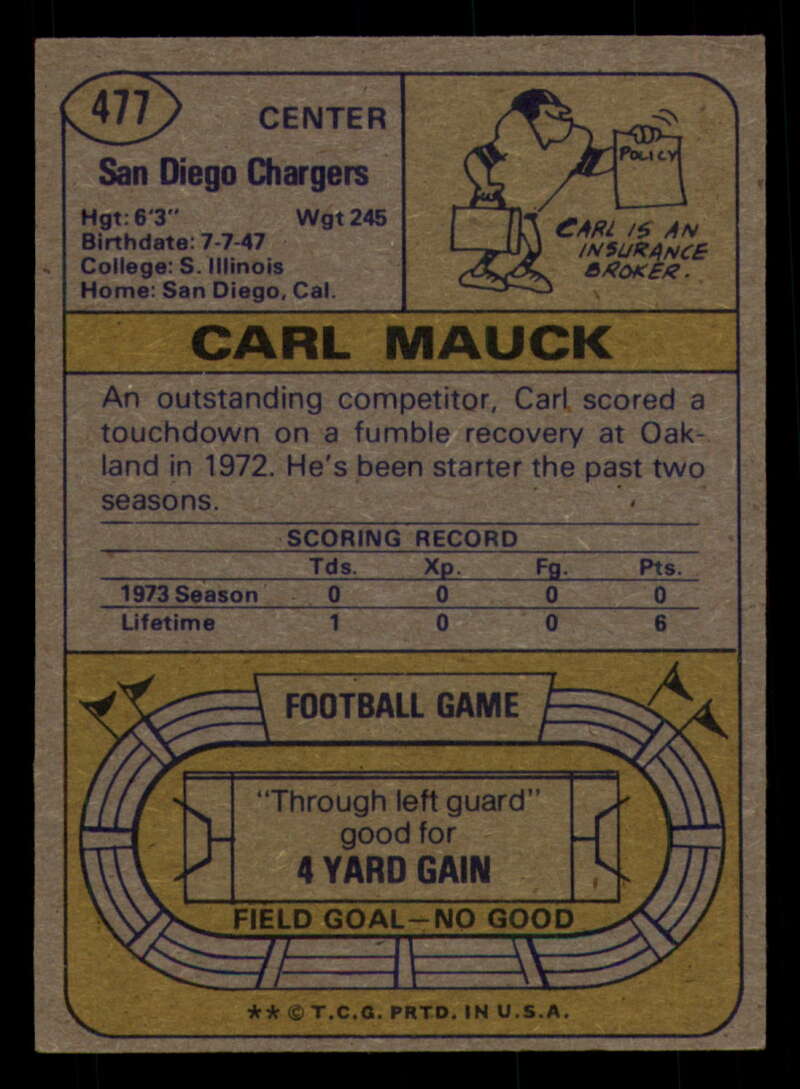 477
CENTER
San Diego Chargers
Hgt: 6'3" Wgt 245
Birthdate: 7-7-47
College: S. Illinois
Home: San Diego, Cal.
POLICY
CARL IS AN
INSURANCE
BROKER.
CARL MAUCK
An outstanding competitor, Carl scored a
touchdown on a fumble recovery at Oak-
land in 1972. He's been starter the past two
seasons.
SCORING RECORD
Tds. Xp. Fg. Pts.
1973 Season 0 0 0 0
Lifetime 1 0 0 6
FOOTBALL GAME
"Through left guard"
good for
4 YARD GAIN
FIELD GOAL—NO GOOD
** © T.C.G. PRTD. IN U.S.A.